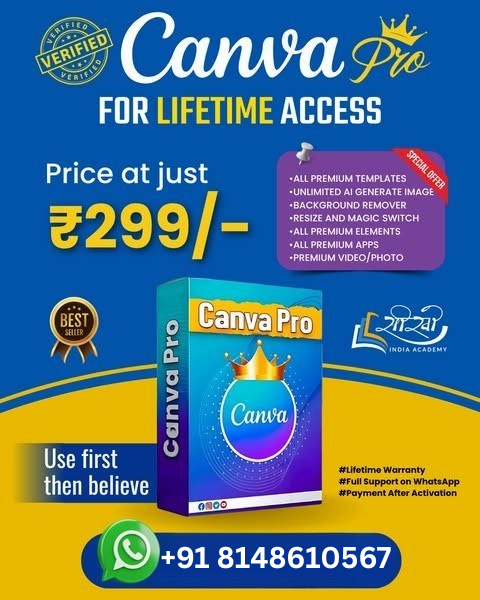 VERIFIED
VERIFIED
VERIFIED
Canva Pro
FOR LIFETIME ACCESS
Price at just
₹299/-
SPECIAL OFFER
•ALL PREMIUM TEMPLATES
•UNLIMITED AI GENERATE IMAGE
•BACKGROUND REMOVER
•RESIZE AND MAGIC SWITCH
•ALL PREMIUM ELEMENTS
•ALL PREMIUM APPS
•PREMIUM VIDEO/PHOTO
BEST
SELLER
Canva Pro
Canva Pro
Canva
सीखो
INDIA ACADEMY
Use first
then believe
#Lifetime Warranty
#Full Support on WhatsApp
#Payment After Activation
+91 8148610567